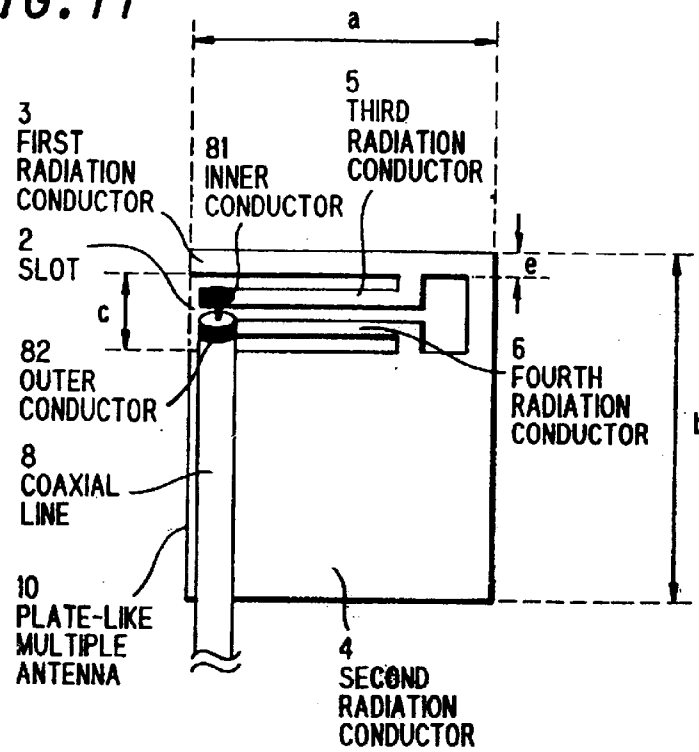 FIG. 11
a
3
FIRST
RADIATION
CONDUCTOR
81
INNER
CONDUCTOR
5
THIRD
RADIATION
CONDUCTOR
2
SLOT
c
e
82
OUTER
CONDUCTOR
6
FOURTH
RADIATION
CONDUCTOR
8
COAXIAL
LINE
10
PLATE-LIKE
MULTIPLE
ANTENNA
4
SECOND
RADIATION
CONDUCTOR